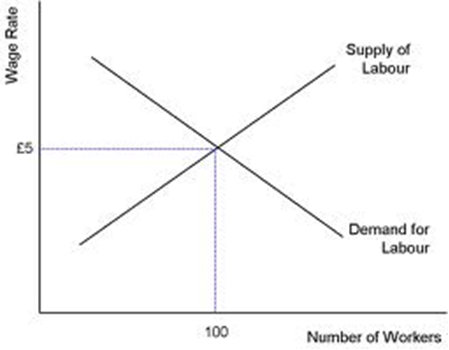 Wage Rate
Supply of
Labour
£5
Demand for
Labour
100
Number of Workers